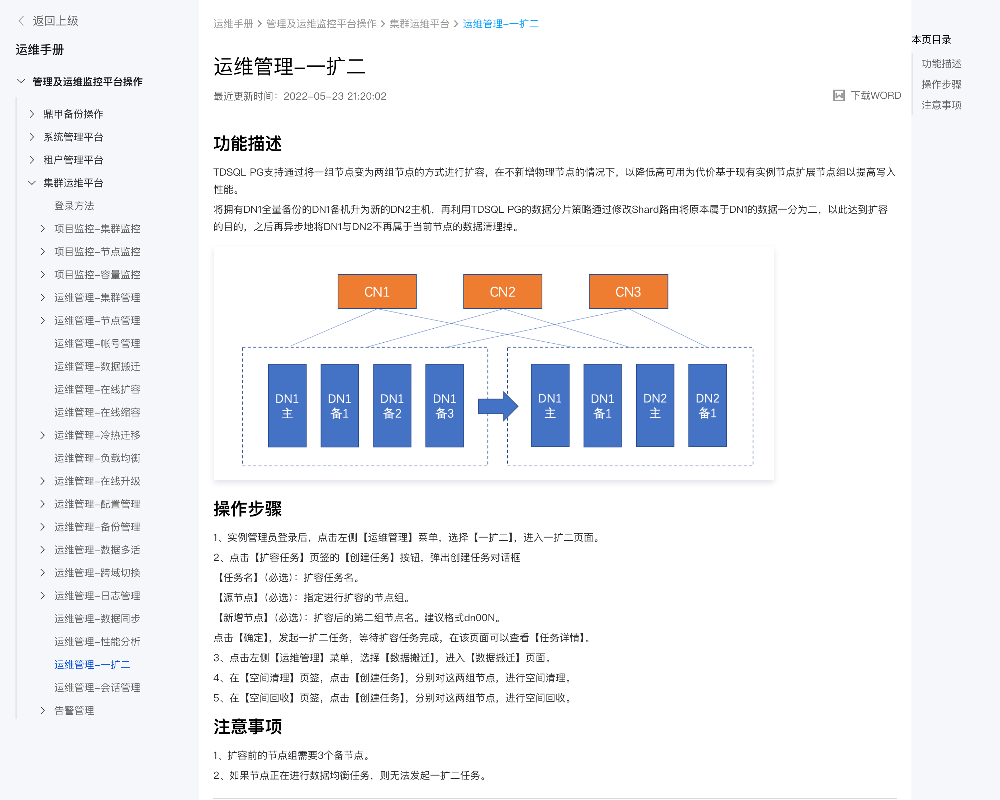 返回上级
运维手册
管理及运维监控平台操作
鼎甲备份操作
系统管理平台
租户管理平台
集群运维平台
登录方法
项目监控-集群监控
项目监控-节点监控
项目监控-容量监控
运维管理-集群管理
运维管理-节点管理
运维管理-帐号管理
运维管理-数据搬迁
运维管理-在线扩容
运维管理-在线缩容
运维管理-冷热迁移
运维管理-负载均衡
运维管理-在线升级
运维管理-配置管理
运维管理-备份管理
运维管理-数据多活
运维管理-跨域切换
运维管理-日志管理
运维管理-数据同步
运维管理-性能分析
运维管理-一扩二
运维管理-会话管理
告警管理
运维手册 > 管理及运维监控平台操作 > 集群运维平台 > 运维管理-一扩二
运维管理-一扩二
最近更新时间：2022-05-23 21:20:02
下载WORD
功能描述
TDSQL PG支持通过将一组节点变为两组节点的方式进行扩容，在不新增物理节点的情况下，以降低高可用为代价基于现有实例节点扩展节点组以提高写入
性能。
将拥有DN1全量备份的DN1备机升为新的DN2主机，再利用TDSQL PG的数据分片策略通过修改Shard路由将原本属于DN1的数据一分为二，以此达到扩容
的目的，之后再异步地将DN1与DN2不再属于当前节点的数据清理掉。
CN1
CN2
CN3
DN1
主
DN1
备1
DN1
备2
DN1
备3
DN1
主
DN1
备1
DN2
主
DN2
备1
操作步骤
1、实例管理员登录后，点击左侧【运维管理】菜单，选择【一扩二】，进入一扩二页面。
2、点击【扩容任务】页签的【创建任务】按钮，弹出创建任务对话框
【任务名】（必选）：扩容任务名。
【源节点】（必选）：指定进行扩容的节点组。
【新增节点】（必选）：扩容后的第二组节点名。建议格式dn00N。
点击【确定】，发起一扩二任务，等待扩容任务完成，在该页面可以查看【任务详情】。
3、点击左侧【运维管理】菜单，选择【数据搬迁】，进入【数据搬迁】页面。
4、在【空间清理】页签，点击【创建任务】，分别对这两组节点，进行空间清理。
5、在【空间回收】页签，点击【创建任务】，分别对这两组节点，进行空间回收。
注意事项
1、扩容前的节点组需要3个备节点。
2、如果节点正在进行数据均衡任务，则无法发起一扩二任务。
本页目录
功能描述
操作步骤
注意事项